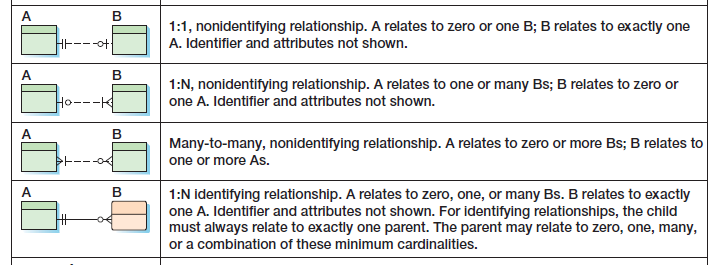 A B
1:1, nonidentifying relationship. A relates to zero or one B; B relates to exactly one
A. Identifier and attributes not shown.
A B
1:N, nonidentifying relationship. A relates to one or many Bs; B relates to zero or
one A. Identifier and attributes not shown.
A B
Many-to-many, nonidentifying relationship. A relates to zero or more Bs; B relates to
one or more As.
A B
1:N identifying relationship. A relates to zero, one, or many Bs. B relates to exactly
one A. Identifier and attributes not shown. For identifying relationships, the child
must always relate to exactly one parent. The parent may relate to zero, one, many,
or a combination of these minimum cardinalities.